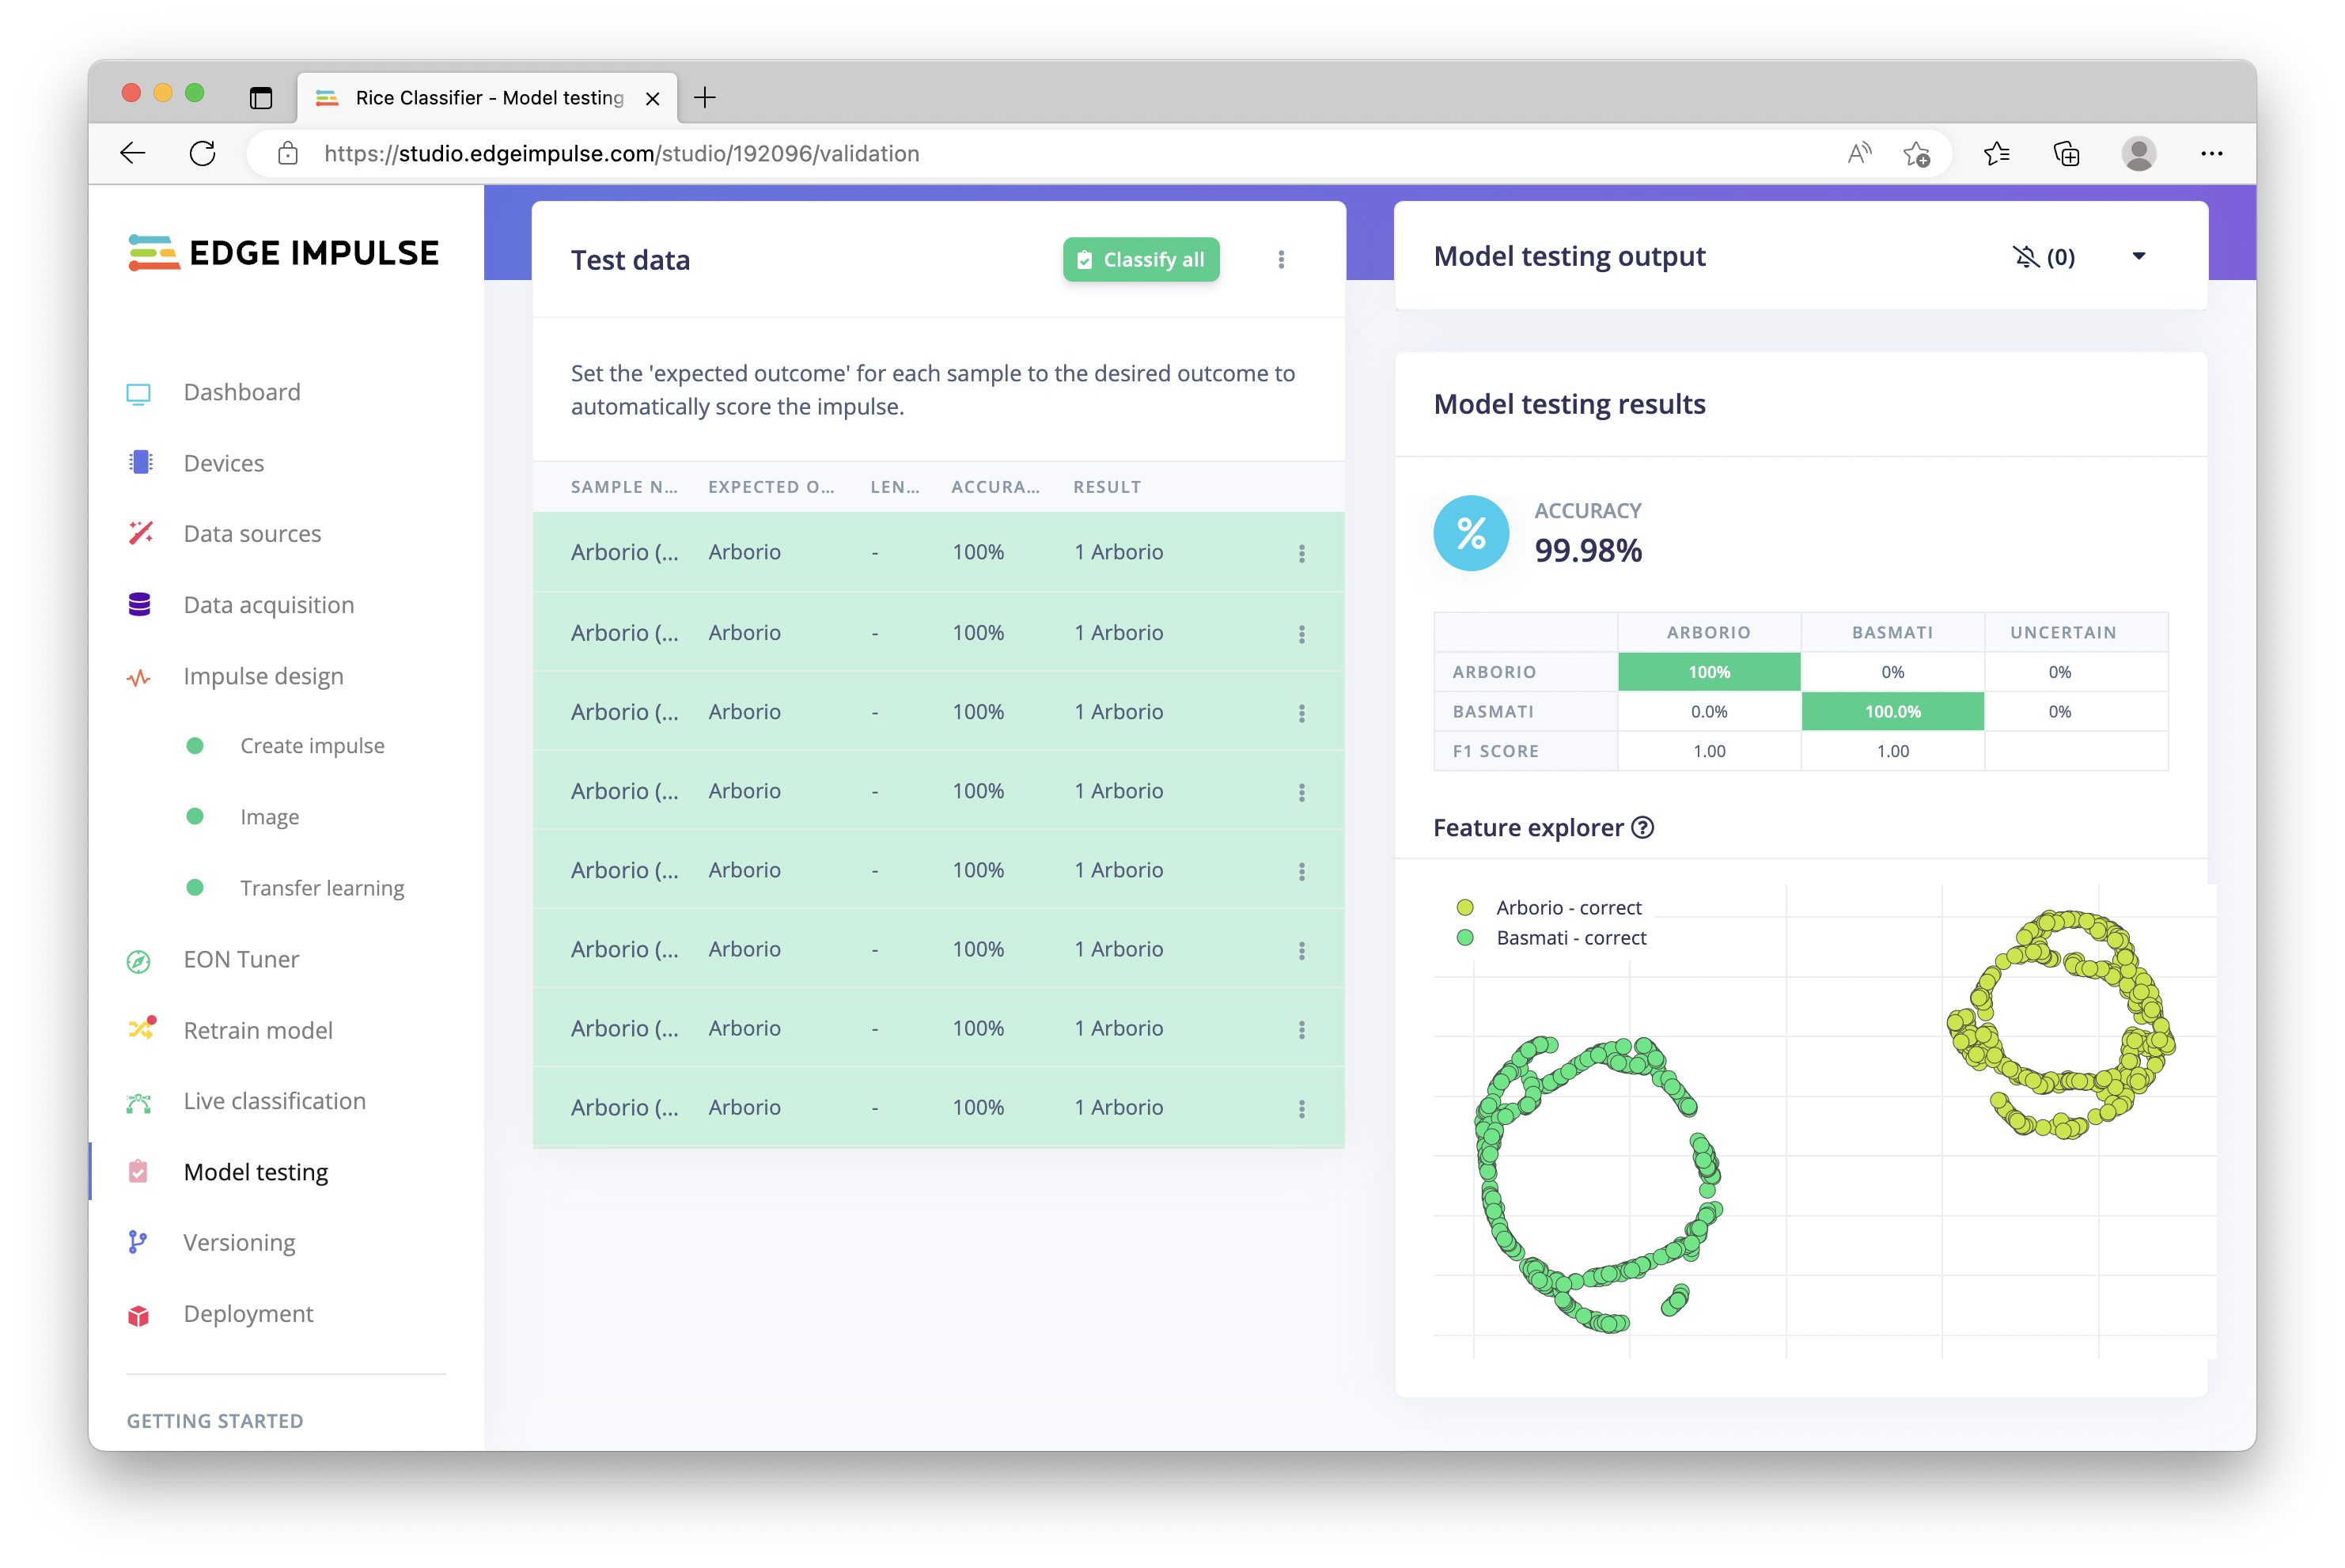 Rice Classifier - Model testing
https://studio.edgeimpulse.com/studio/192096/validation
EDGE IMPULSE
Dashboard
Devices
Data sources
Data acquisition
Impulse design
Create impulse
Image
Transfer learning
EON Tuner
Retrain model
Live classification
Model testing
Versioning
Deployment
GETTING STARTED
Test data
Classify all
Set the 'expected outcome' for each sample to the desired outcome to
automatically score the impulse.
SAMPLE N... EXPECTED O... LEN... ACCURA... RESULT
Arborio (... Arborio - 100% 1 Arborio
Arborio (... Arborio - 100% 1 Arborio
Arborio (... Arborio - 100% 1 Arborio
Arborio (... Arborio - 100% 1 Arborio
Arborio (... Arborio - 100% 1 Arborio
Arborio (... Arborio - 100% 1 Arborio
Arborio (... Arborio - 100% 1 Arborio
Arborio (... Arborio - 100% 1 Arborio
Model testing output
(0)
Model testing results
%
ACCURACY
99.98%
ARBORIO BASMATI UNCERTAIN
ARBORIO 100% 0% 0%
BASMATI 0.0% 100.0% 0%
F1 SCORE 1.00 1.00
Feature explorer ?
Arborio - correct
Basmati - correct